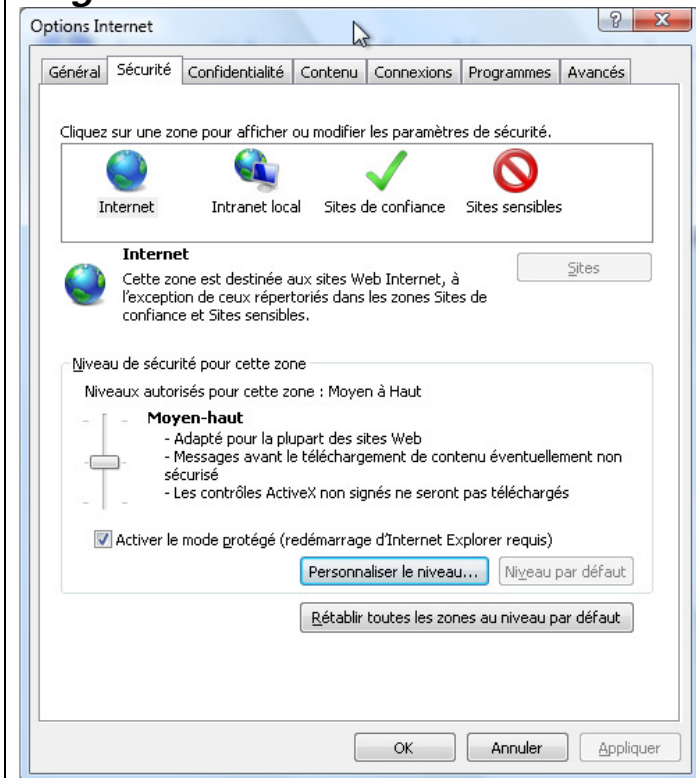 Options Internet
Général Sécurité Confidentialité Contenu Connexions Programmes Avancés
Cliquez sur une zone pour afficher ou modifier les paramètres de sécurité.
Internet Intranet local Sites de confiance Sites sensibles
Internet
Sites
Cette zone est destinée aux sites Web Internet, à
l'exception de ceux répertoriés dans les zones Sites de
confiance et Sites sensibles.
Niveau de sécurité pour cette zone
Niveaux autorisés pour cette zone : Moyen à Haut
Moyen-haut
- Adapté pour la plupart des sites Web
- Messages avant le téléchargement de contenu éventuellement non
sécurisé
- Les contrôles ActiveX non signés ne seront pas téléchargés
Activer le mode protégé (redémarrage d'Internet Explorer requis)
Personnaliser le niveau... Niveau par défaut
Rétablir toutes les zones au niveau par défaut
OK Annuler Appliquer